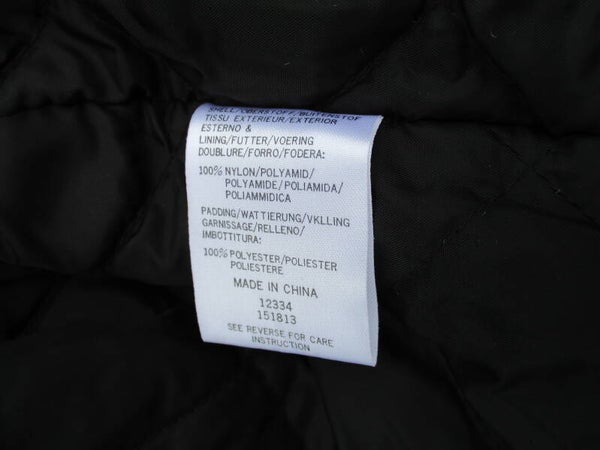 SHELL/OBERSTOFF/BUITENSTOF
TISSU EXTERIEUR/EXTERIOR
ESTERNO &
LINING/FUTTER/VOERING
DOUBLURE/FORRO/FODERA:
100% NYLON/POLYAMID/
POLYAMIDE/POLIAMIDA/
POLIAMMIDICA
PADDING/WATTIERUNG/VKLLING
GARNISSAGE/RELLENO/
IMBOTTITURA:
100% POLYESTER/POLIESTER
POLIESTERE
MADE IN CHINA
12334
151813
SEE REVERSE FOR CARE
INSTRUCTION